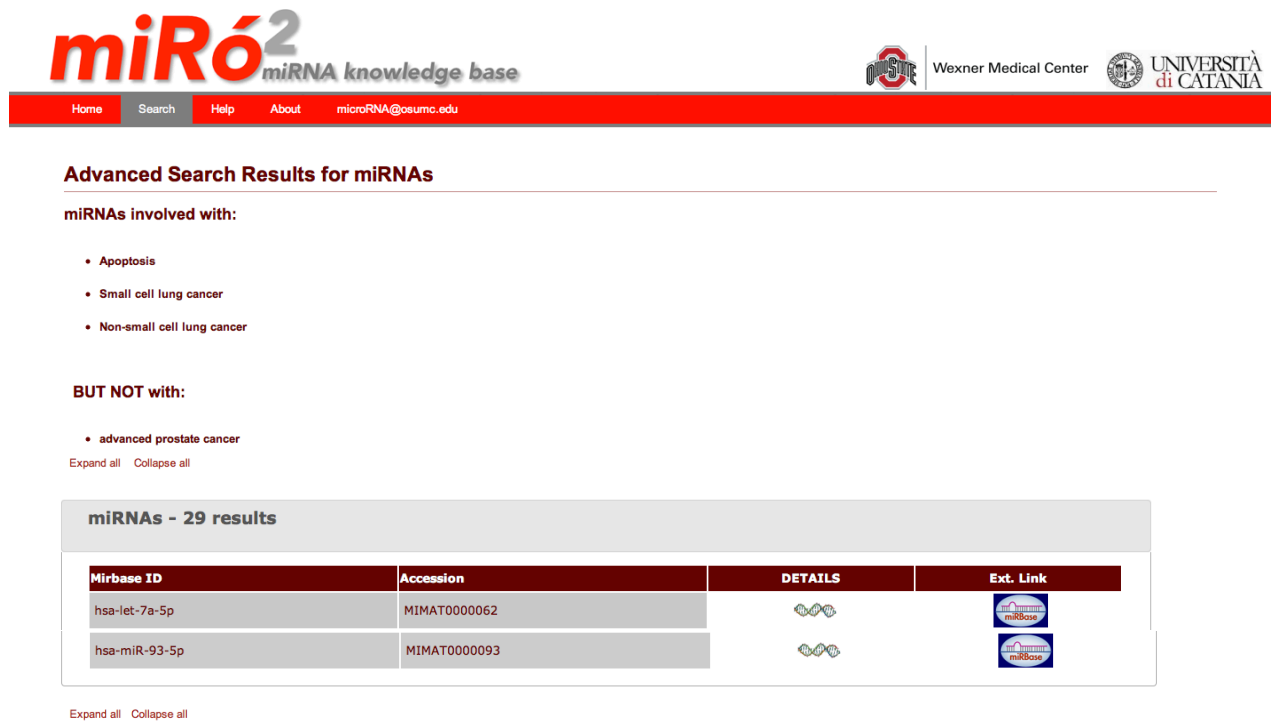 miRó2
miRNA knowledge base
OHIO STATE
Wexner Medical Center
UNIVERSITÀ
di CATANIA
Home Search Help About microRNA@osumc.edu
Advanced Search Results for miRNAs
miRNAs involved with:
• Apoptosis
• Small cell lung cancer
• Non-small cell lung cancer
BUT NOT with:
• advanced prostate cancer
Expand all Collapse all
miRNAs - 29 results
Mirbase ID Accession DETAILS Ext. Link
hsa-let-7a-5p MIMAT0000062 miRBase
hsa-miR-93-5p MIMAT0000093 miRBase
Expand all Collapse all